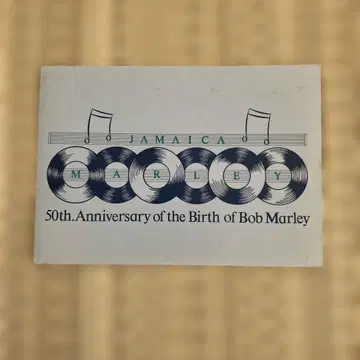 JAMAICA
MARLEY
50th. Anniversary of the Birth of Bob Marley